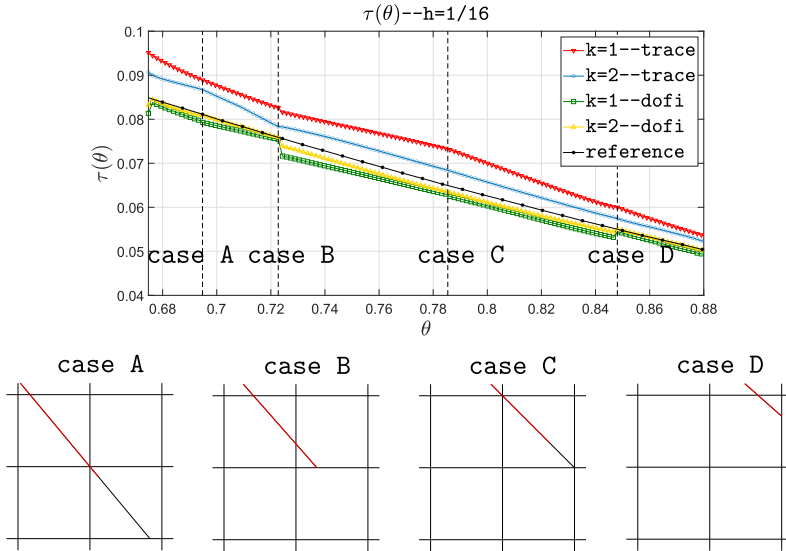 τ(θ)--h=1/16
0.1
0.09
0.08
0.07
0.06
0.05
0.04
τ(θ)
k=1--trace
k=2--trace
k=1--dofi
k=2--dofi
reference
case A case B case C case D
0.68 0.7 0.72 0.74 0.76 0.78 0.8 0.82 0.84 0.86 0.88
θ
case A case B case C case D